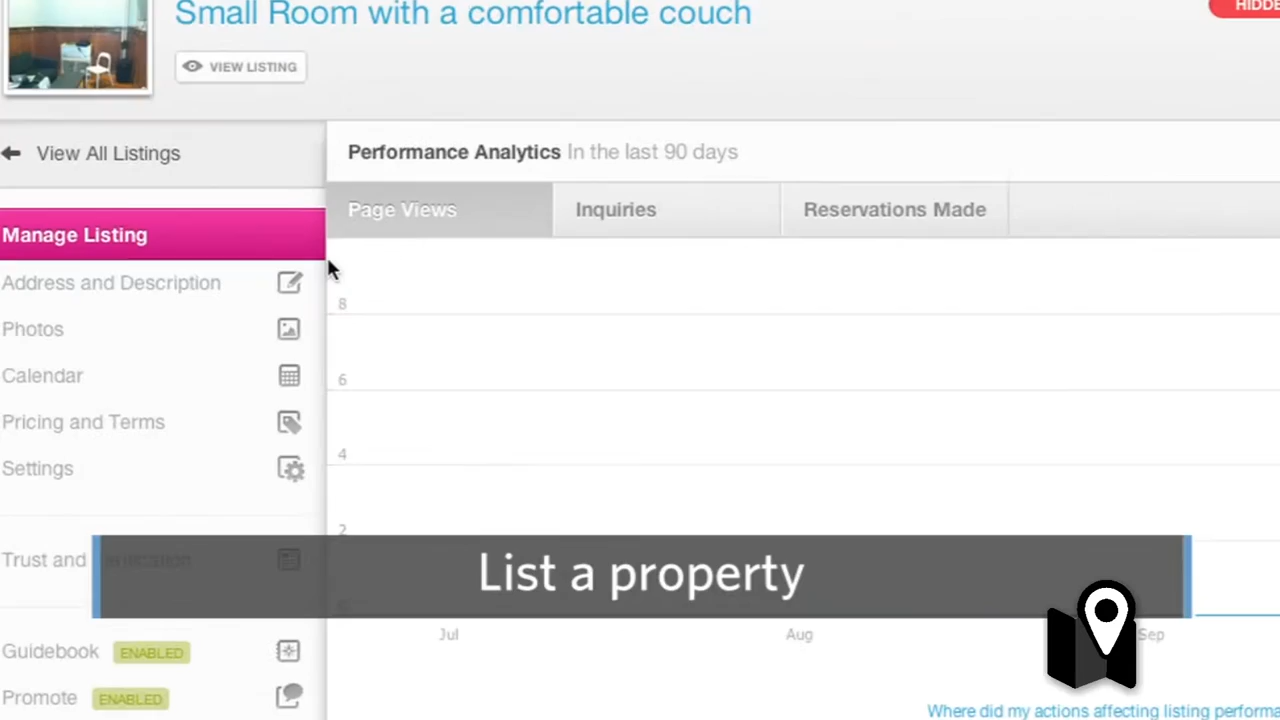 Small Room with a comfortable couch
VIEW LISTING
View All Listings
Performance Analytics In the last 90 days
Page Views
Inquiries
Reservations Made
Manage Listing
Address and Description
Photos
Calendar
Pricing and Terms
Settings
8
6
4
2
Trust and
List a property
Jul
Aug
Sep
Guidebook ENABLED
Promote ENABLED
Where did my actions affecting listing